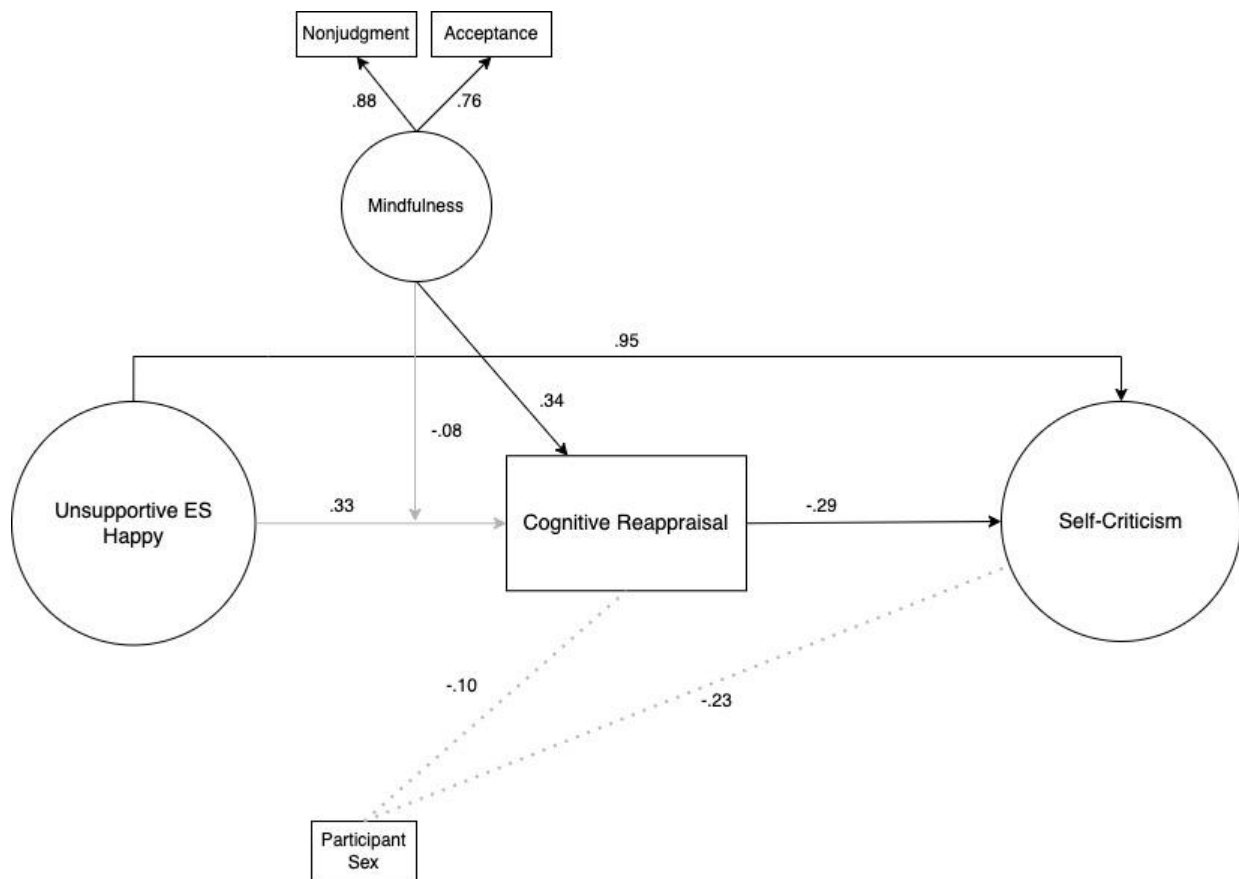 Nonjudgment
Acceptance
.88
.76
Mindfulness
.95
.34
-.08
Unsupportive ES
Happy
.33
Cognitive Reappraisal
-.29
Self-Criticism
-.10
-.23
Participant
Sex